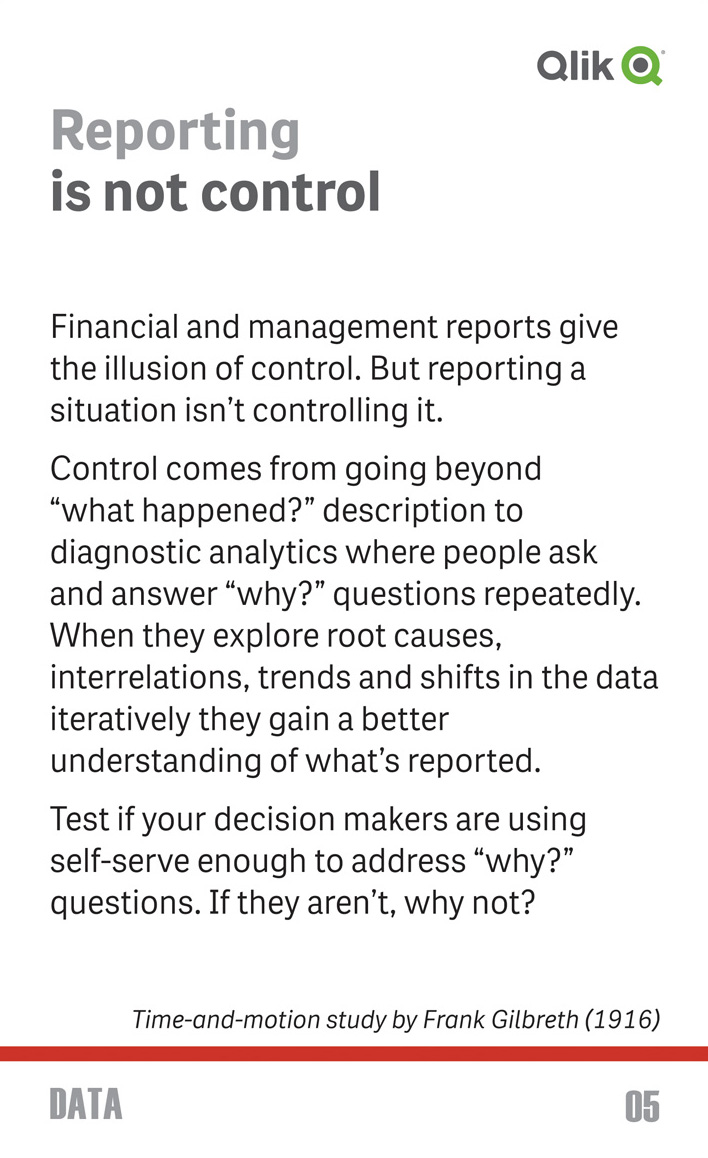 Qlik
Reporting
is not control
Financial and management reports give
the illusion of control. But reporting a
situation isn’t controlling it.
Control comes from going beyond
“what happened?” description to
diagnostic analytics where people ask
and answer “why?” questions repeatedly.
When they explore root causes,
interrelations, trends and shifts in the data
iteratively they gain a better
understanding of what’s reported.
Test if your decision makers are using
self-serve enough to address “why?”
questions. If they aren’t, why not?
Time-and-motion study by Frank Gilbreth (1916)
DATA
05